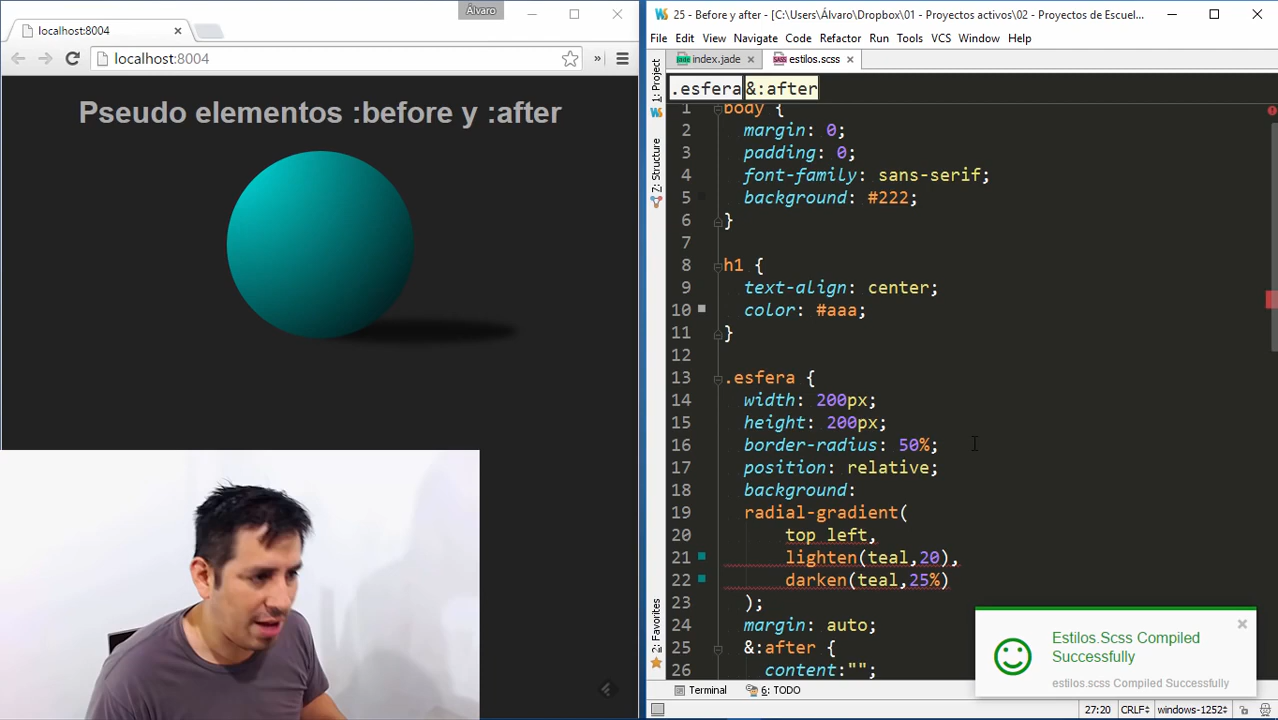 Álvaro
localhost:8004
localhost:8004
Pseudo elementos :before y :after
25 - Before y after - [C:\Users\Álvaro\Dropbox\01 - Proyectos activos\02 - Proyectos de Escuel...
File Edit View Navigate Code Refactor Run Tools VCS Window Help
index.jade estilos.scss
.esfera &:after
1: Project
Z: Structure
2: Favorites
1 body {
2 margin: 0;
3 padding: 0;
4 font-family: sans-serif;
5 background: #222;
6 }
7
8 h1 {
9 text-align: center;
10 color: #aaa;
11 }
12
13 .esfera {
14 width: 200px;
15 height: 200px;
16 border-radius: 50%;
17 position: relative;
18 background:
19 radial-gradient(
20 top left,
21 lighten(teal,20),
22 darken(teal,25%)
23 );
24 margin: auto;
25 &:after {
26 content:"";
Estilos.Scss Compiled
Successfully
estilos.scss Compiled Successfully
Terminal 6: TODO
27:20 CRLF÷ windows-1252÷